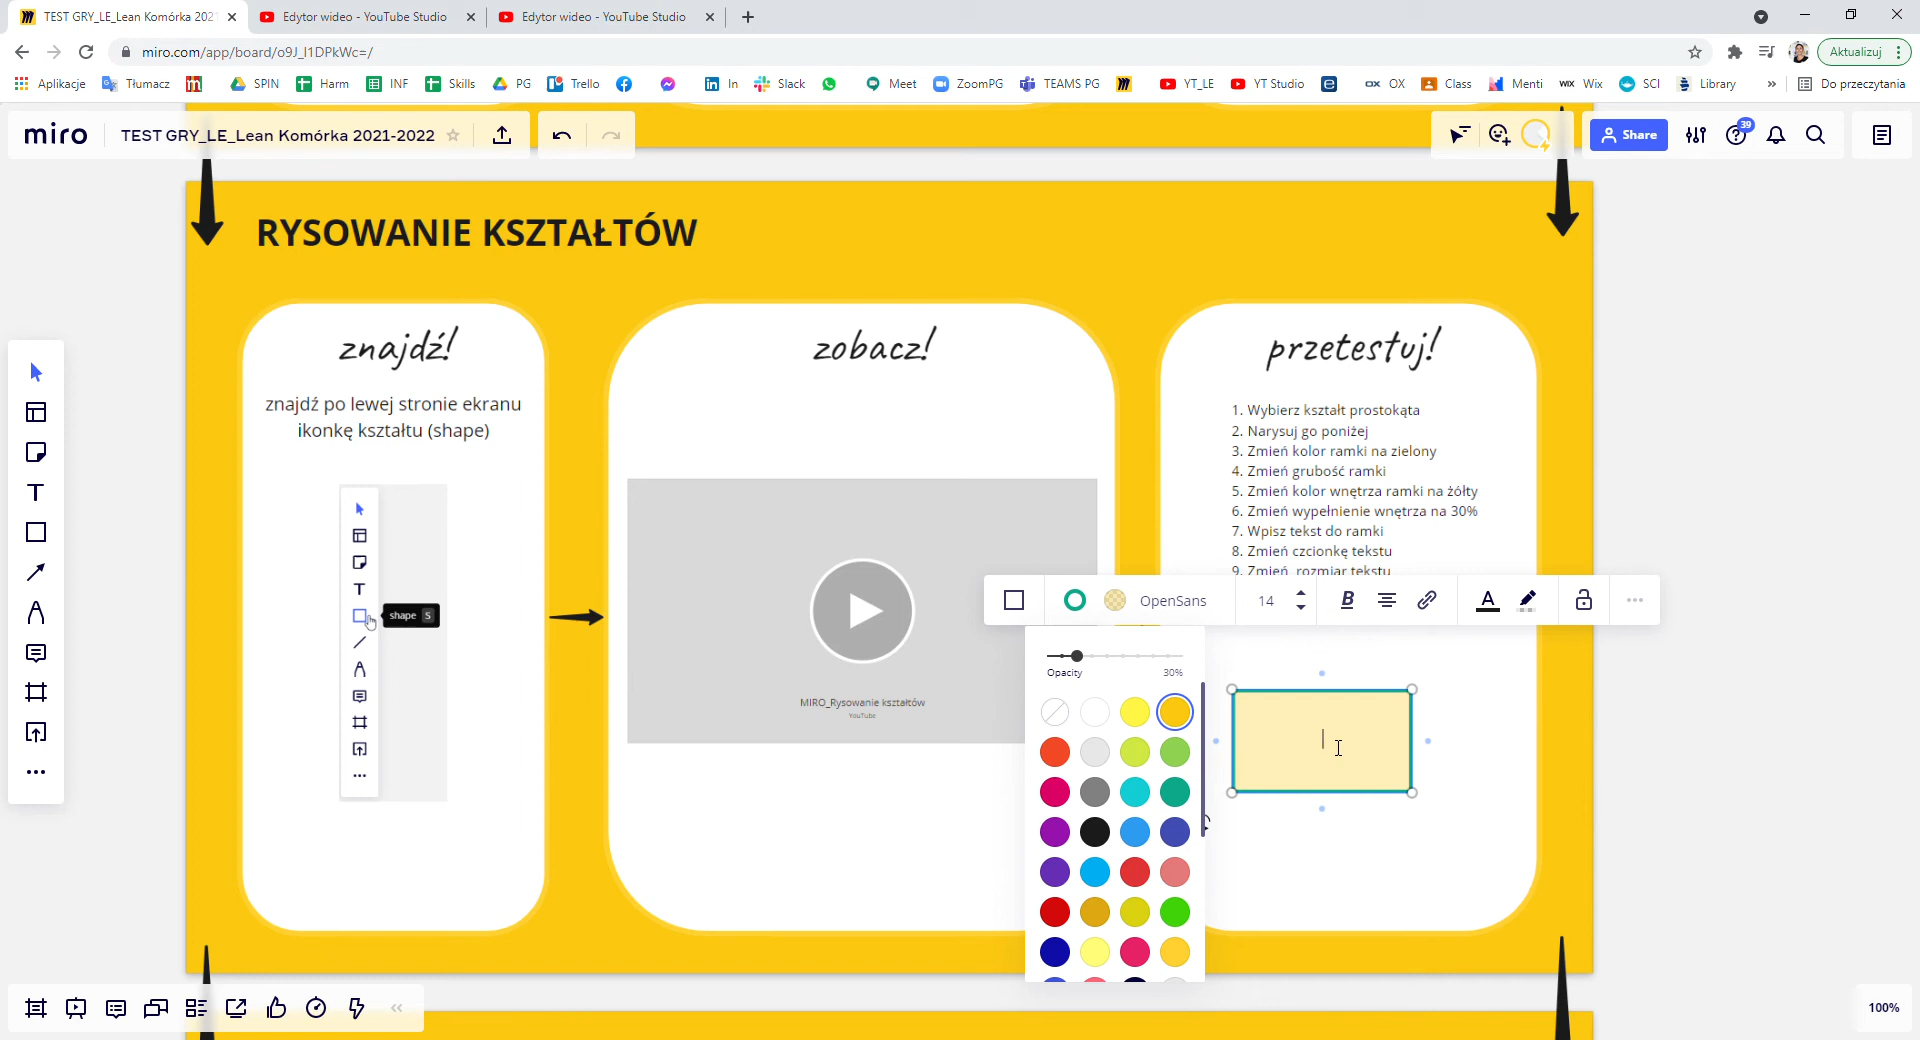 TEST GRY_LE_Lean Komórka 202
Edytor wideo - YouTube Studio
Edytor wideo - YouTube Studio
miro.com/app/board/o9J_l1DPkWc=/
Aktualizuj
Aplikacje
Tłumacz
SPIN
Harm
INF
Skills
PG
Trello
In
Slack
Meet
ZoomPG
TEAMS PG
YT_LE
YT Studio
OX
Class
Menti
Wix
SCI
Library
»
Do przeczytania
miro
TEST GRY_LE_Lean Komórka 2021-2022
Share
39
RYSOWANIE KSZTAŁTÓW
znajdź!
znajdź po lewej stronie ekranu
ikonkę kształtu (shape)
shape S
zobacz!
MIRO_Rysowanie kształtów
YouTube
przetestuj!
1. Wybierz kształt prostokąta
2. Narysuj go poniżej
3. Zmień kolor ramki na zielony
4. Zmień grubość ramki
5. Zmień kolor wnętrza ramki na żółty
6. Zmień wypełnienie wnętrza na 30%
7. Wpisz tekst do ramki
8. Zmień czcionkę tekstu
9. Zmień rozmiar tekstu
OpenSans
14
B
A
Opacity
30%
100%